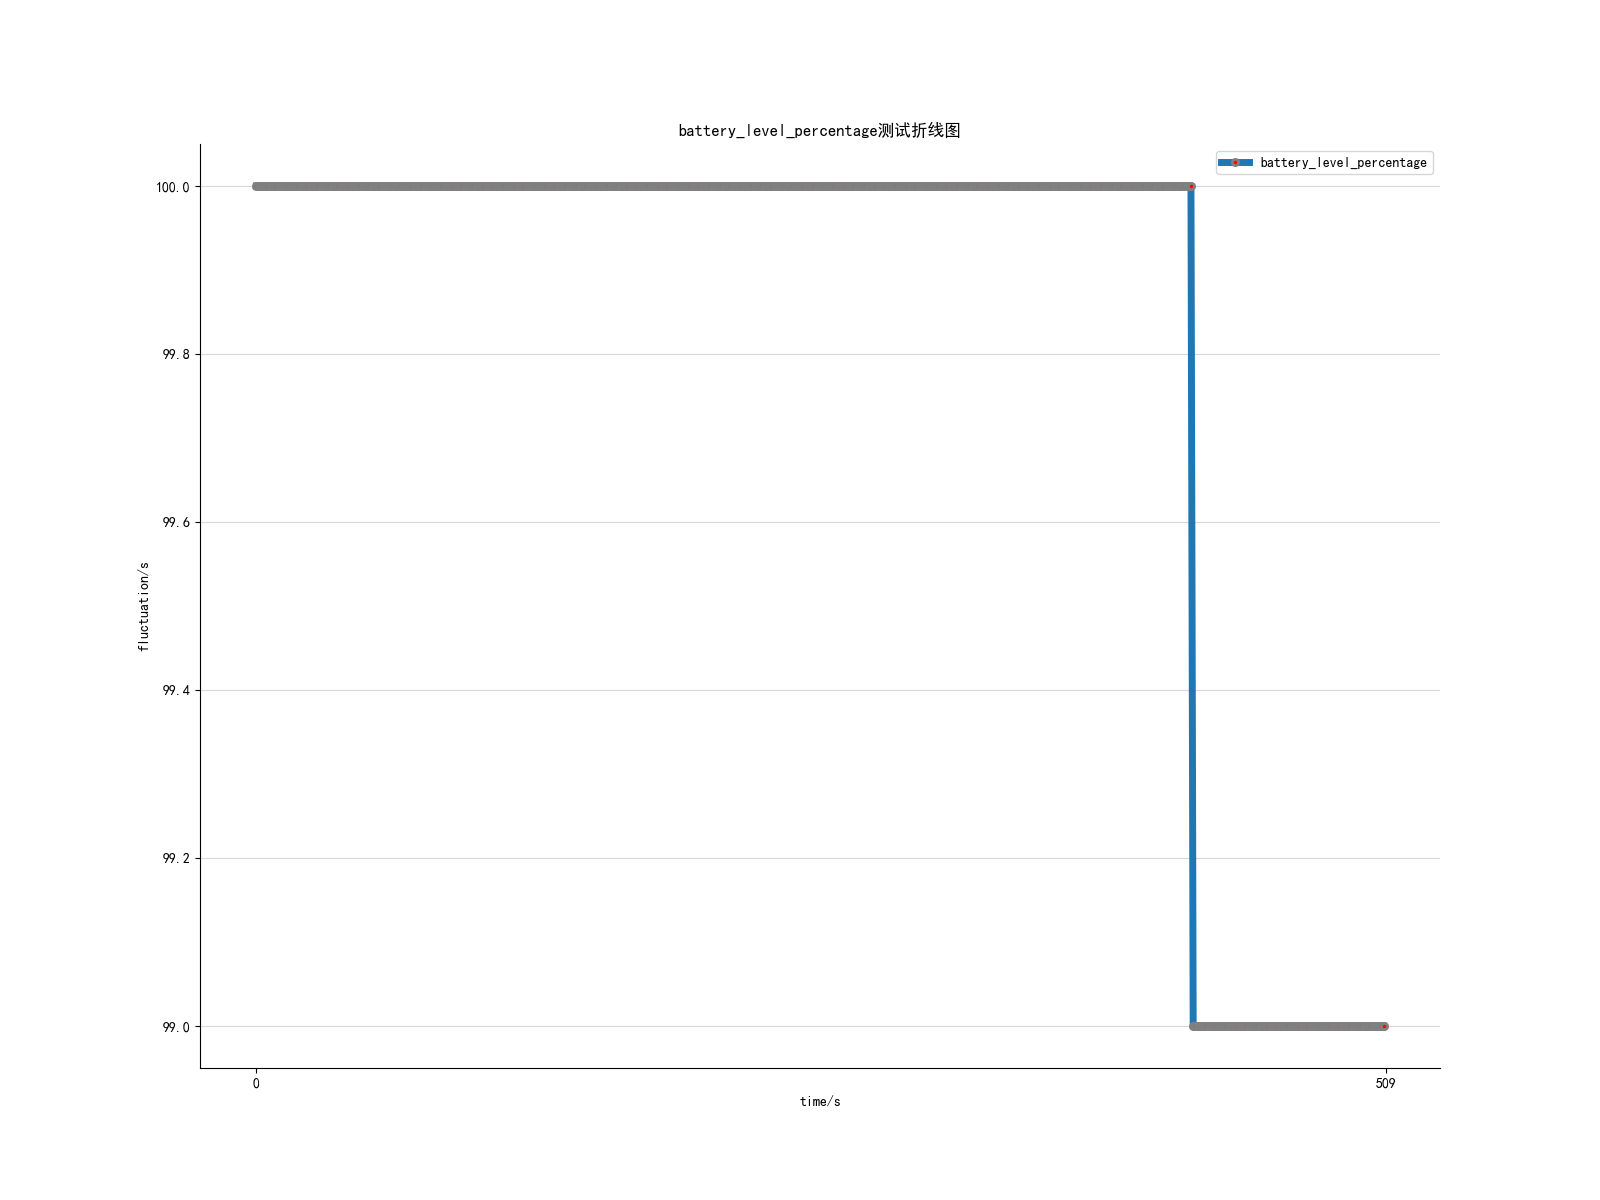 battery_level_percentage测试折线图
battery_level_percentage
100.0
99.8
99.6
99.4
99.2
99.0
fluctuation/s
0
509
time/s